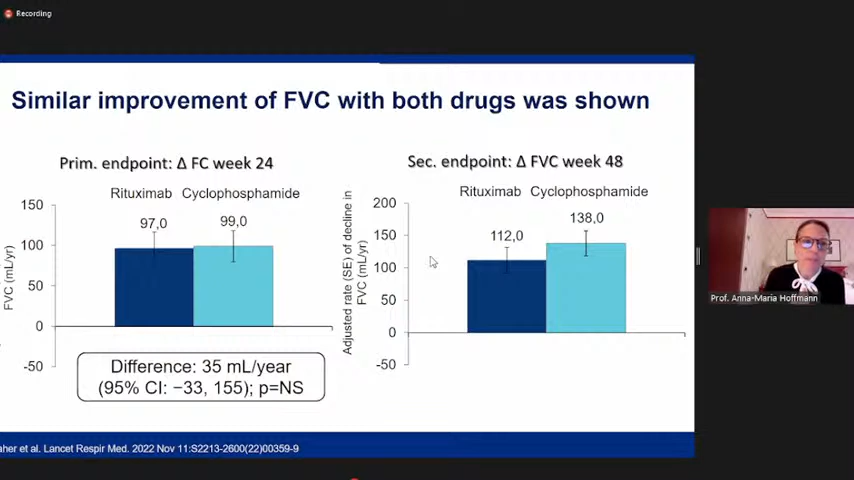 Recording
Similar improvement of FVC with both drugs was shown
Prim. endpoint: Δ FC week 24
Rituximab Cyclophosphamide
97,0
99,0
150
100
50
0
-50
FVC (mL/yr)
Difference: 35 mL/year
(95% CI: −33, 155); p=NS
Sec. endpoint: Δ FVC week 48
Rituximab Cyclophosphamide
112,0
138,0
200
150
100
50
0
-50
Adjusted rate (SE) of decline in
FVC (mL/yr)
Prof. Anna-Maria Hoffmann
aher et al. Lancet Respir Med. 2022 Nov 11:S2213-2600(22)00359-9